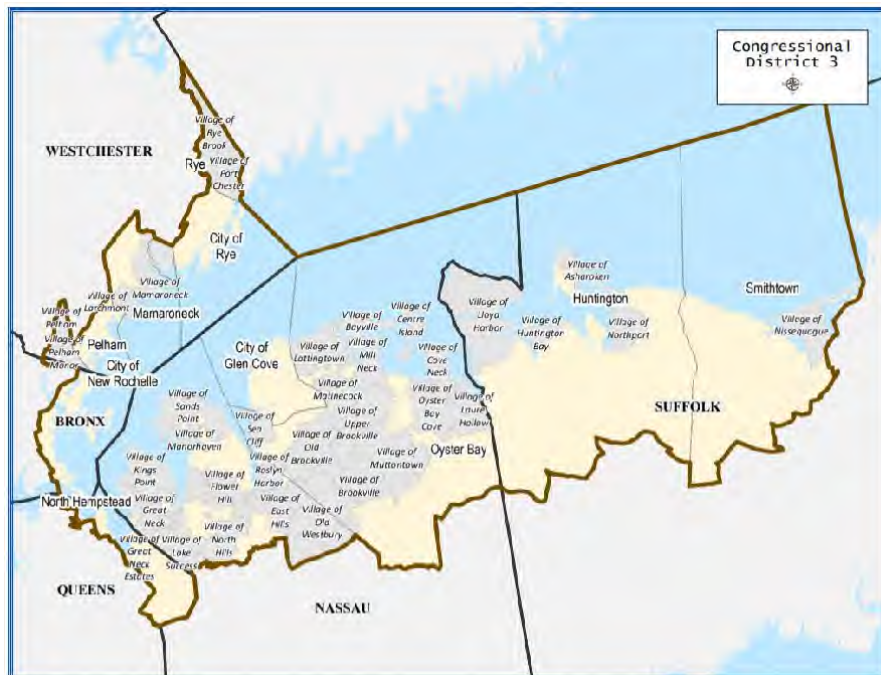 Congressional
District 3
WESTCHESTER
Village of
Rye
Brook
Rye
Village of
Port
Chester
City of
Rye
Village of
Mamaroneck
Village of
Larchmont
Mamaroneck
Village of
Pelham
Village of
Pelham
Manor
Pelham
City of
New Rochelle
BRONX
Village of
Asharoken
Huntington
Smithtown
Village of
Lloyd
Harbor
Village of
Huntington
Bay
Village of
Northport
Village of
Nissequogue
Village of
Bayville
Village of
Centre
Island
City of
Glen Cove
Village of
Lattingtown
Village of
Mill
Neck
Village of
Cove
Neck
Village of
Matinecock
Village of
Oyster
Bay
Cove
Village of
Laurel
Hollow
SUFFOLK
Village of
Sands
Point
Village of
Sea
Cliff
Village of
Upper
Brookville
Village of
Manorhaven
Village of
Old
Brookville
Village of
Muttontown
Oyster Bay
Village of
Kings
Point
Village of
Roslyn
Harbor
Village of
Flower
Hill
Village of
Brookville
North Hempstead
Village of
Great
Neck
Village of
East
Hills
Village of
Old
Westbury
Village of
Great
Neck
Estates
Village of
Lake
Success
Village of
North
Hills
QUEENS
NASSAU